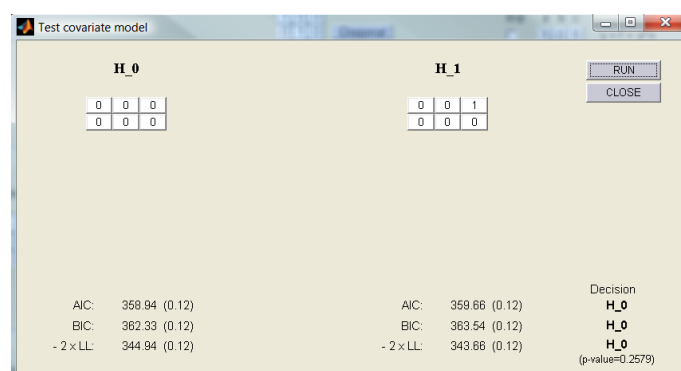 Test covariate model
H_0 H_1
RUN
CLOSE
0 0 0 0 0 1
0 0 0 0 0 0
Decision
AIC: 358.94 (0.12) AIC: 359.66 (0.12) H_0
BIC: 362.33 (0.12) BIC: 363.54 (0.12) H_0
- 2 × LL: 344.94 (0.12) - 2 × LL: 343.66 (0.12) H_0
(p-value=0.2579)